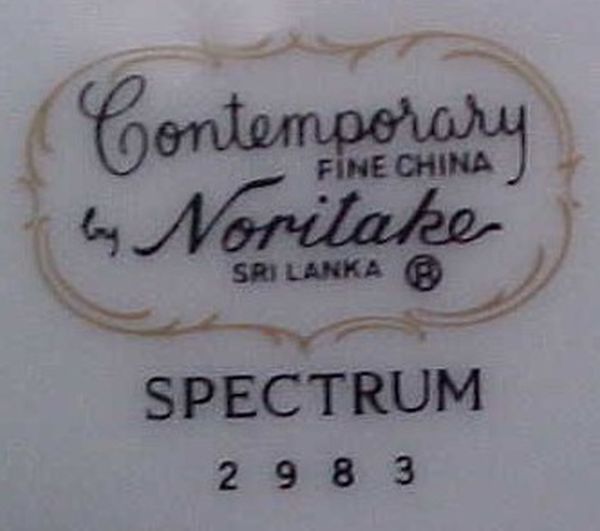 Contemporary
FINE CHINA
by Noritake
SRI LANKA ®
SPECTRUM
2983